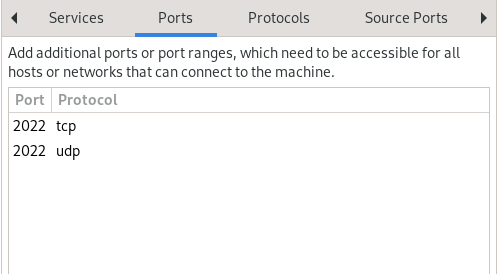 Services Ports Protocols Source Ports
Add additional ports or port ranges, which need to be accessible for all
hosts or networks that can connect to the machine.
Port Protocol
2022 tcp
2022 udp